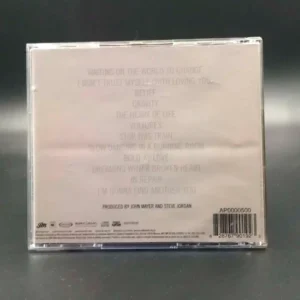 WAITING ON THE WORLD TO CHANGE
I DON'T TRUST MYSELF (WITH LOVING YOU)
BELIEF
GRAVITY
THE HEART OF LIFE
VULTURES
STOP THIS TRAIN
SLOW DANCING IN A BURNING ROOM
BOLD AS LOVE
DREAMING WITH A BROKEN HEART
IN REPAIR
I'M GONNA FIND ANOTHER YOU
PRODUCED BY JOHN MAYER AND STEVE JORDAN